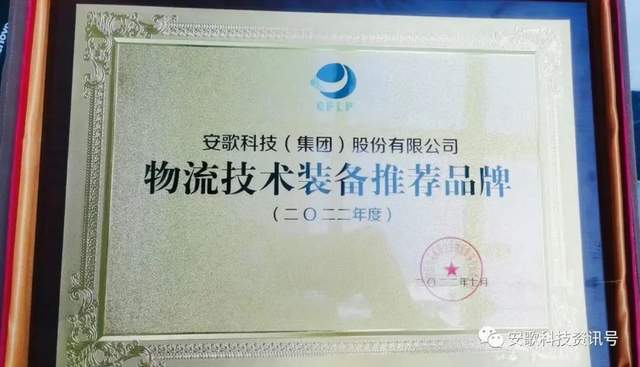 CFLP
安歌科技（集团）股份有限公司
物流技术装备推荐品牌
（二〇二二年度）
二〇二二年七月
安歌科技资讯号